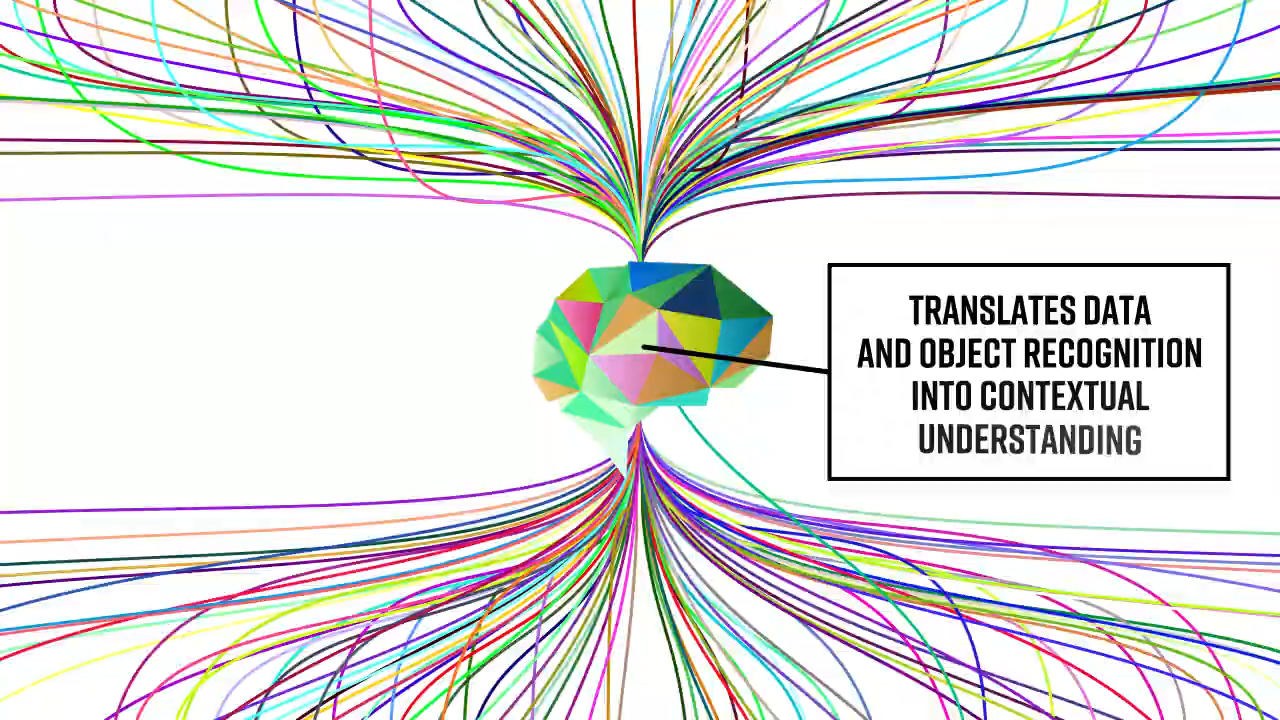 TRANSLATES DATA
AND OBJECT RECOGNITION
INTO CONTEXTUAL
UNDERSTANDING